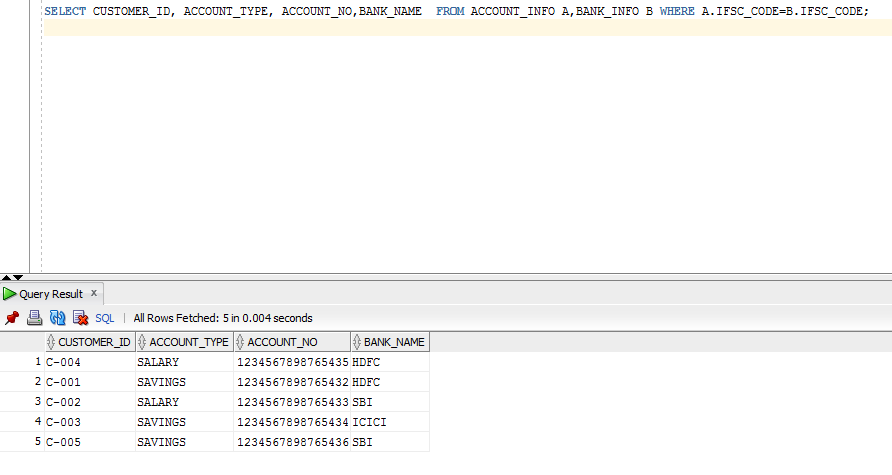 SELECT CUSTOMER_ID, ACCOUNT_TYPE, ACCOUNT_NO,BANK_NAME  FROM ACCOUNT_INFO A,BANK_INFO B WHERE A.IFSC_CODE=B.IFSC_CODE;
Query Result x
SQL | All Rows Fetched: 5 in 0.004 seconds
CUSTOMER_ID ACCOUNT_TYPE ACCOUNT_NO BANK_NAME
1 C-004 SALARY 1234567898765435 HDFC
2 C-001 SAVINGS 1234567898765432 HDFC
3 C-002 SALARY 1234567898765433 SBI
4 C-003 SAVINGS 1234567898765434 ICICI
5 C-005 SAVINGS 1234567898765436 SBI